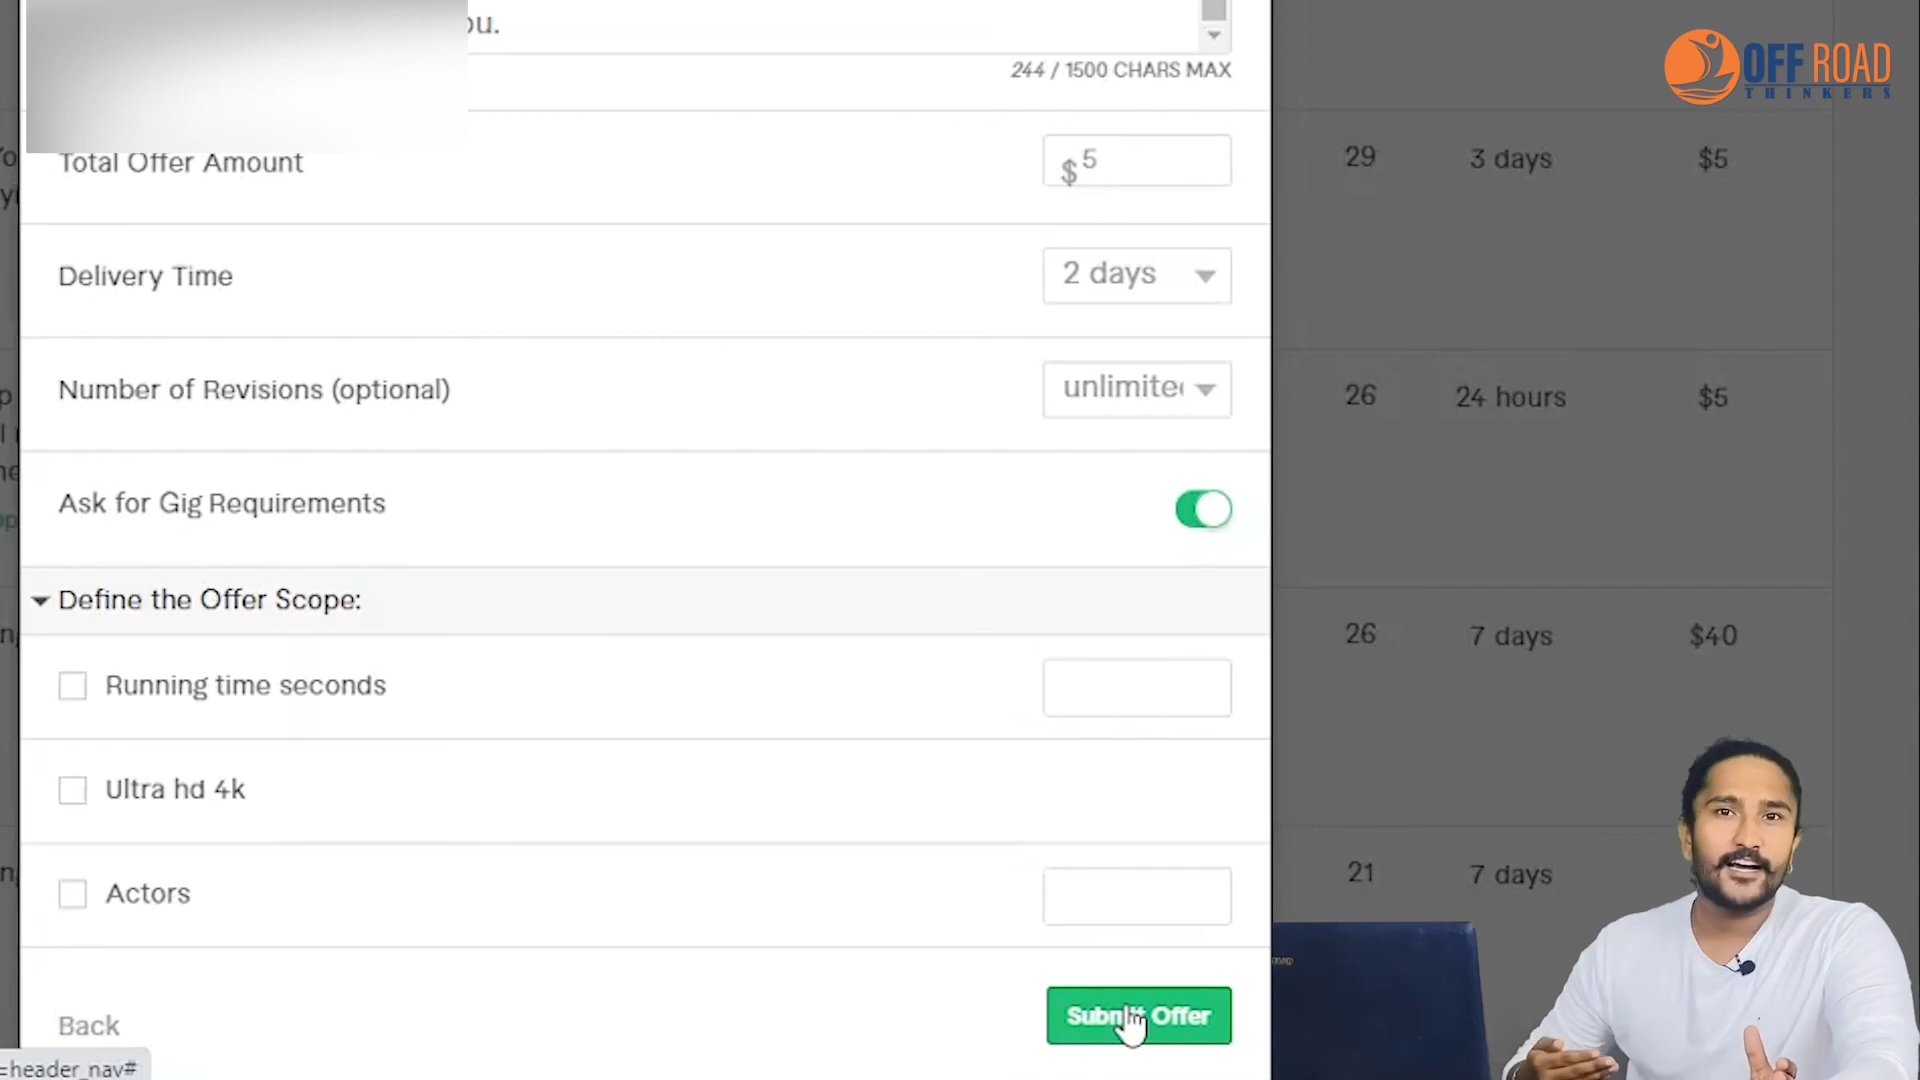 ou.
244 / 1500 CHARS MAX
OFF ROAD
THINKERS
Total Offer Amount
$5
29
3 days
$5
Delivery Time
2 days
Number of Revisions (optional)
unlimited
26
24 hours
$5
Ask for Gig Requirements
Define the Offer Scope:
26
7 days
$40
Running time seconds
Ultra hd 4k
Actors
21
7 days
Back
Submit Offer
=header_nav#